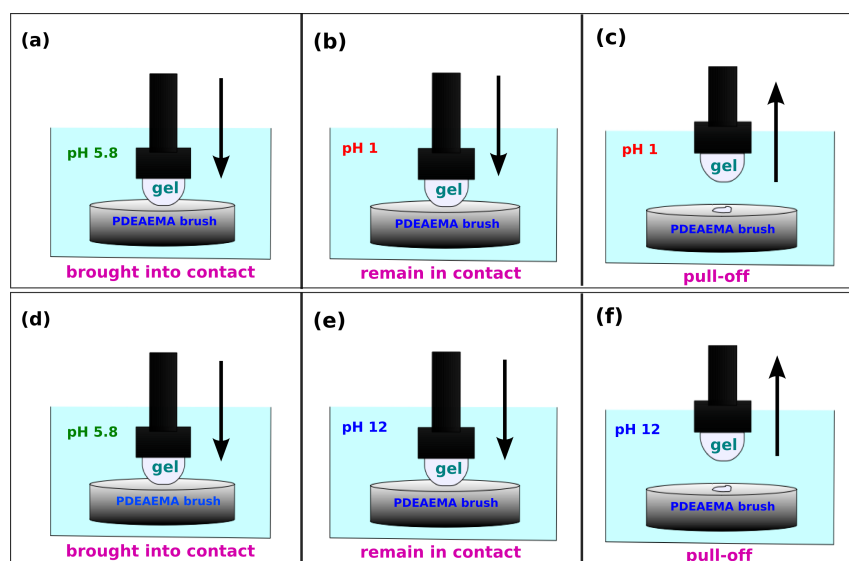 (a)
pH 5.8
gel
PDEAEMA brush
brought into contact
(b)
pH 1
gel
PDEAEMA brush
remain in contact
(c)
pH 1
gel
PDEAEMA brush
pull-off
(d)
pH 5.8
gel
PDEAEMA brush
brought into contact
(e)
pH 12
gel
PDEAEMA brush
remain in contact
(f)
pH 12
gel
PDEAEMA brush
pull-off